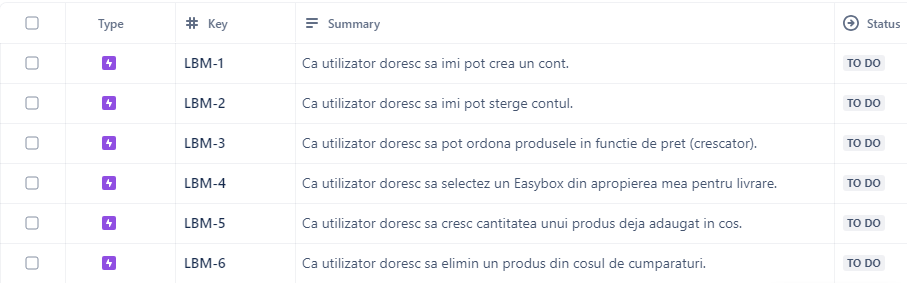 Type Key Summary Status
LBM-1 Ca utilizator doresc sa imi pot crea un cont. TO DO
LBM-2 Ca utilizator doresc sa imi pot sterge contul. TO DO
LBM-3 Ca utilizator doresc sa pot ordona produsele in functie de pret (crescator). TO DO
LBM-4 Ca utilizator doresc sa selectez un Easybox din apropierea mea pentru livrare. TO DO
LBM-5 Ca utilizator doresc sa cresc cantitatea unui produs deja adaugat in cos. TO DO
LBM-6 Ca utilizator doresc sa elimin un produs din cosul de cumparaturi. TO DO